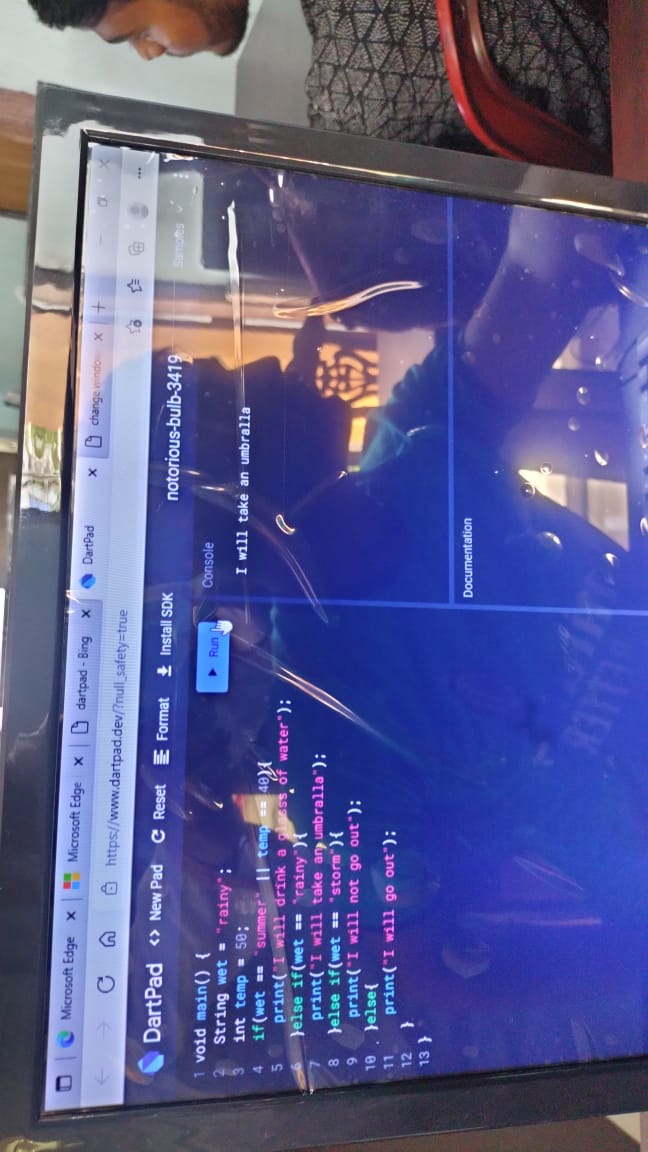 Microsoft Edge
Microsoft Edge
dartpad - Bing
DartPad
change window
https://www.dartpad.dev/?null_safety=true
DartPad
<> New Pad
Reset
Format
Install SDK
notorious-bulb-3419
Samples
1 void main() {
2 String wet = "rainy";
3 int temp = 50;
4 if(wet == "summer" || temp == 40){
5 print("I will drink a glass of water");
6 }else if(wet == "rainy"){
7 print("I will take an umbralla");
8 }else if(wet == "storm"){
9 print("I will not go out");
10 }else{
11 print("I will go out");
12 }
13 }
Run
Console
I will take an umbralla
Documentation